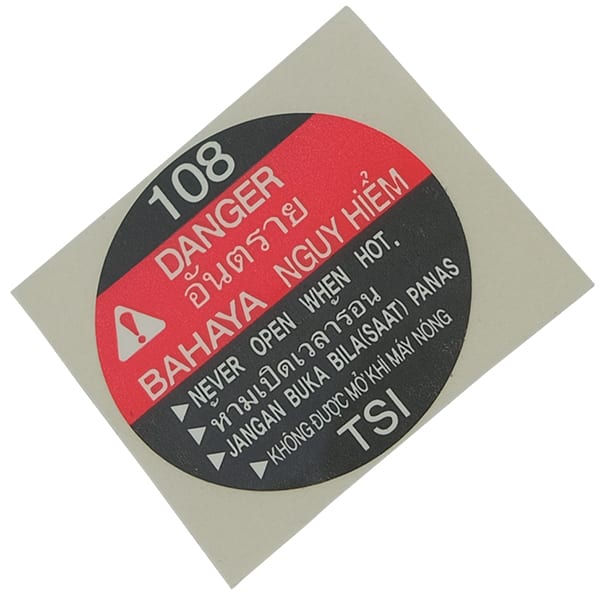 108
DANGER
อันตราย
BAHAYA NGUY HIỂM
NEVER OPEN WHEN HOT.
ห้ามเปิดเวลาร้อน
JANGAN BUKA BILA(SAAT) PANAS
KHÔNG ĐƯỢC MỞ KHI MÁY NÓNG
TSI